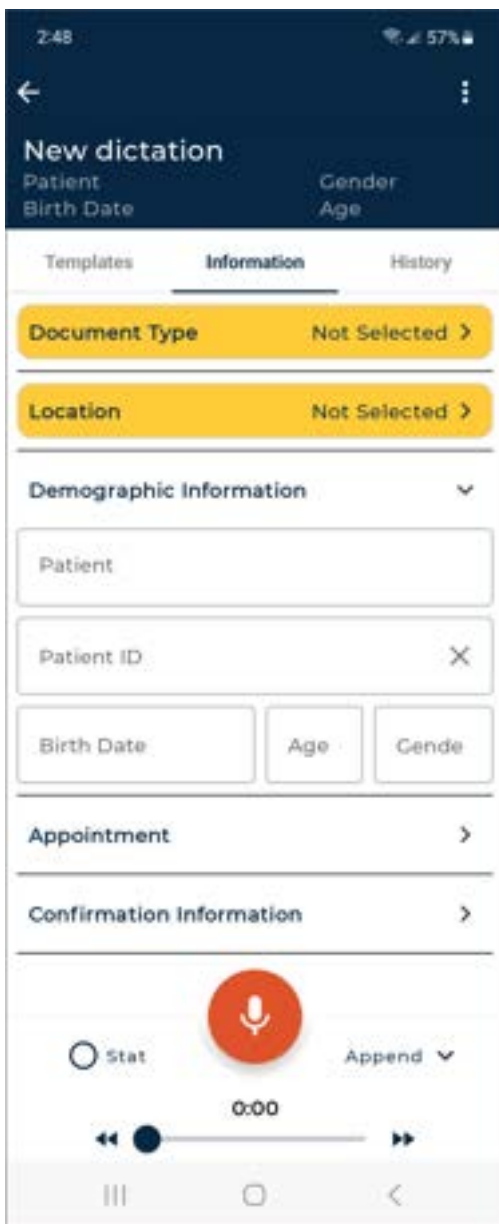 2:48 57%
New dictation
Patient Gender
Birth Date Age
Templates Information History
Document Type Not Selected
Location Not Selected
Demographic Information
Patient
Patient ID
Birth Date Age Gende
Appointment
Confirmation Information
Stat Append
0:00